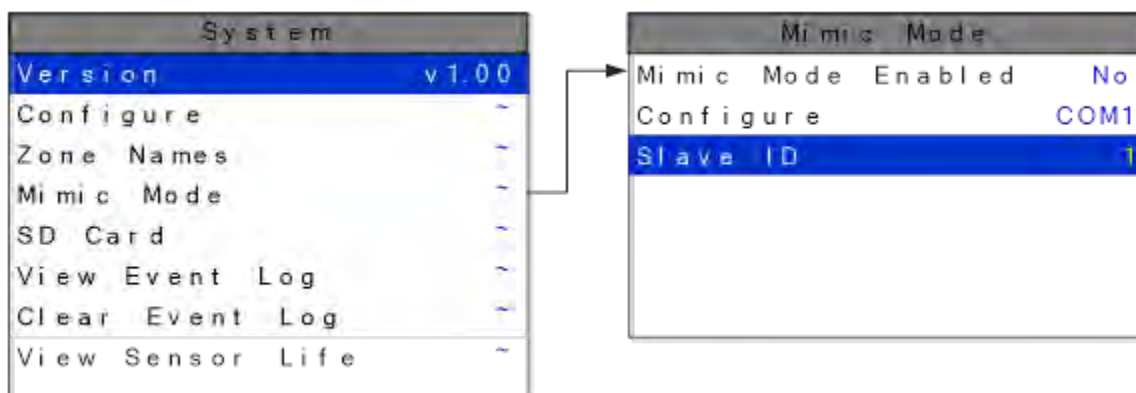 System
Version v1.00
Configure ~
Zone Names ~
Mimic Mode ~
SD Card ~
View Event Log ~
Clear Event Log ~
View Sensor Life ~
Mimic Mode
Mimic Mode Enabled No
Configure COM1
Slave ID 1